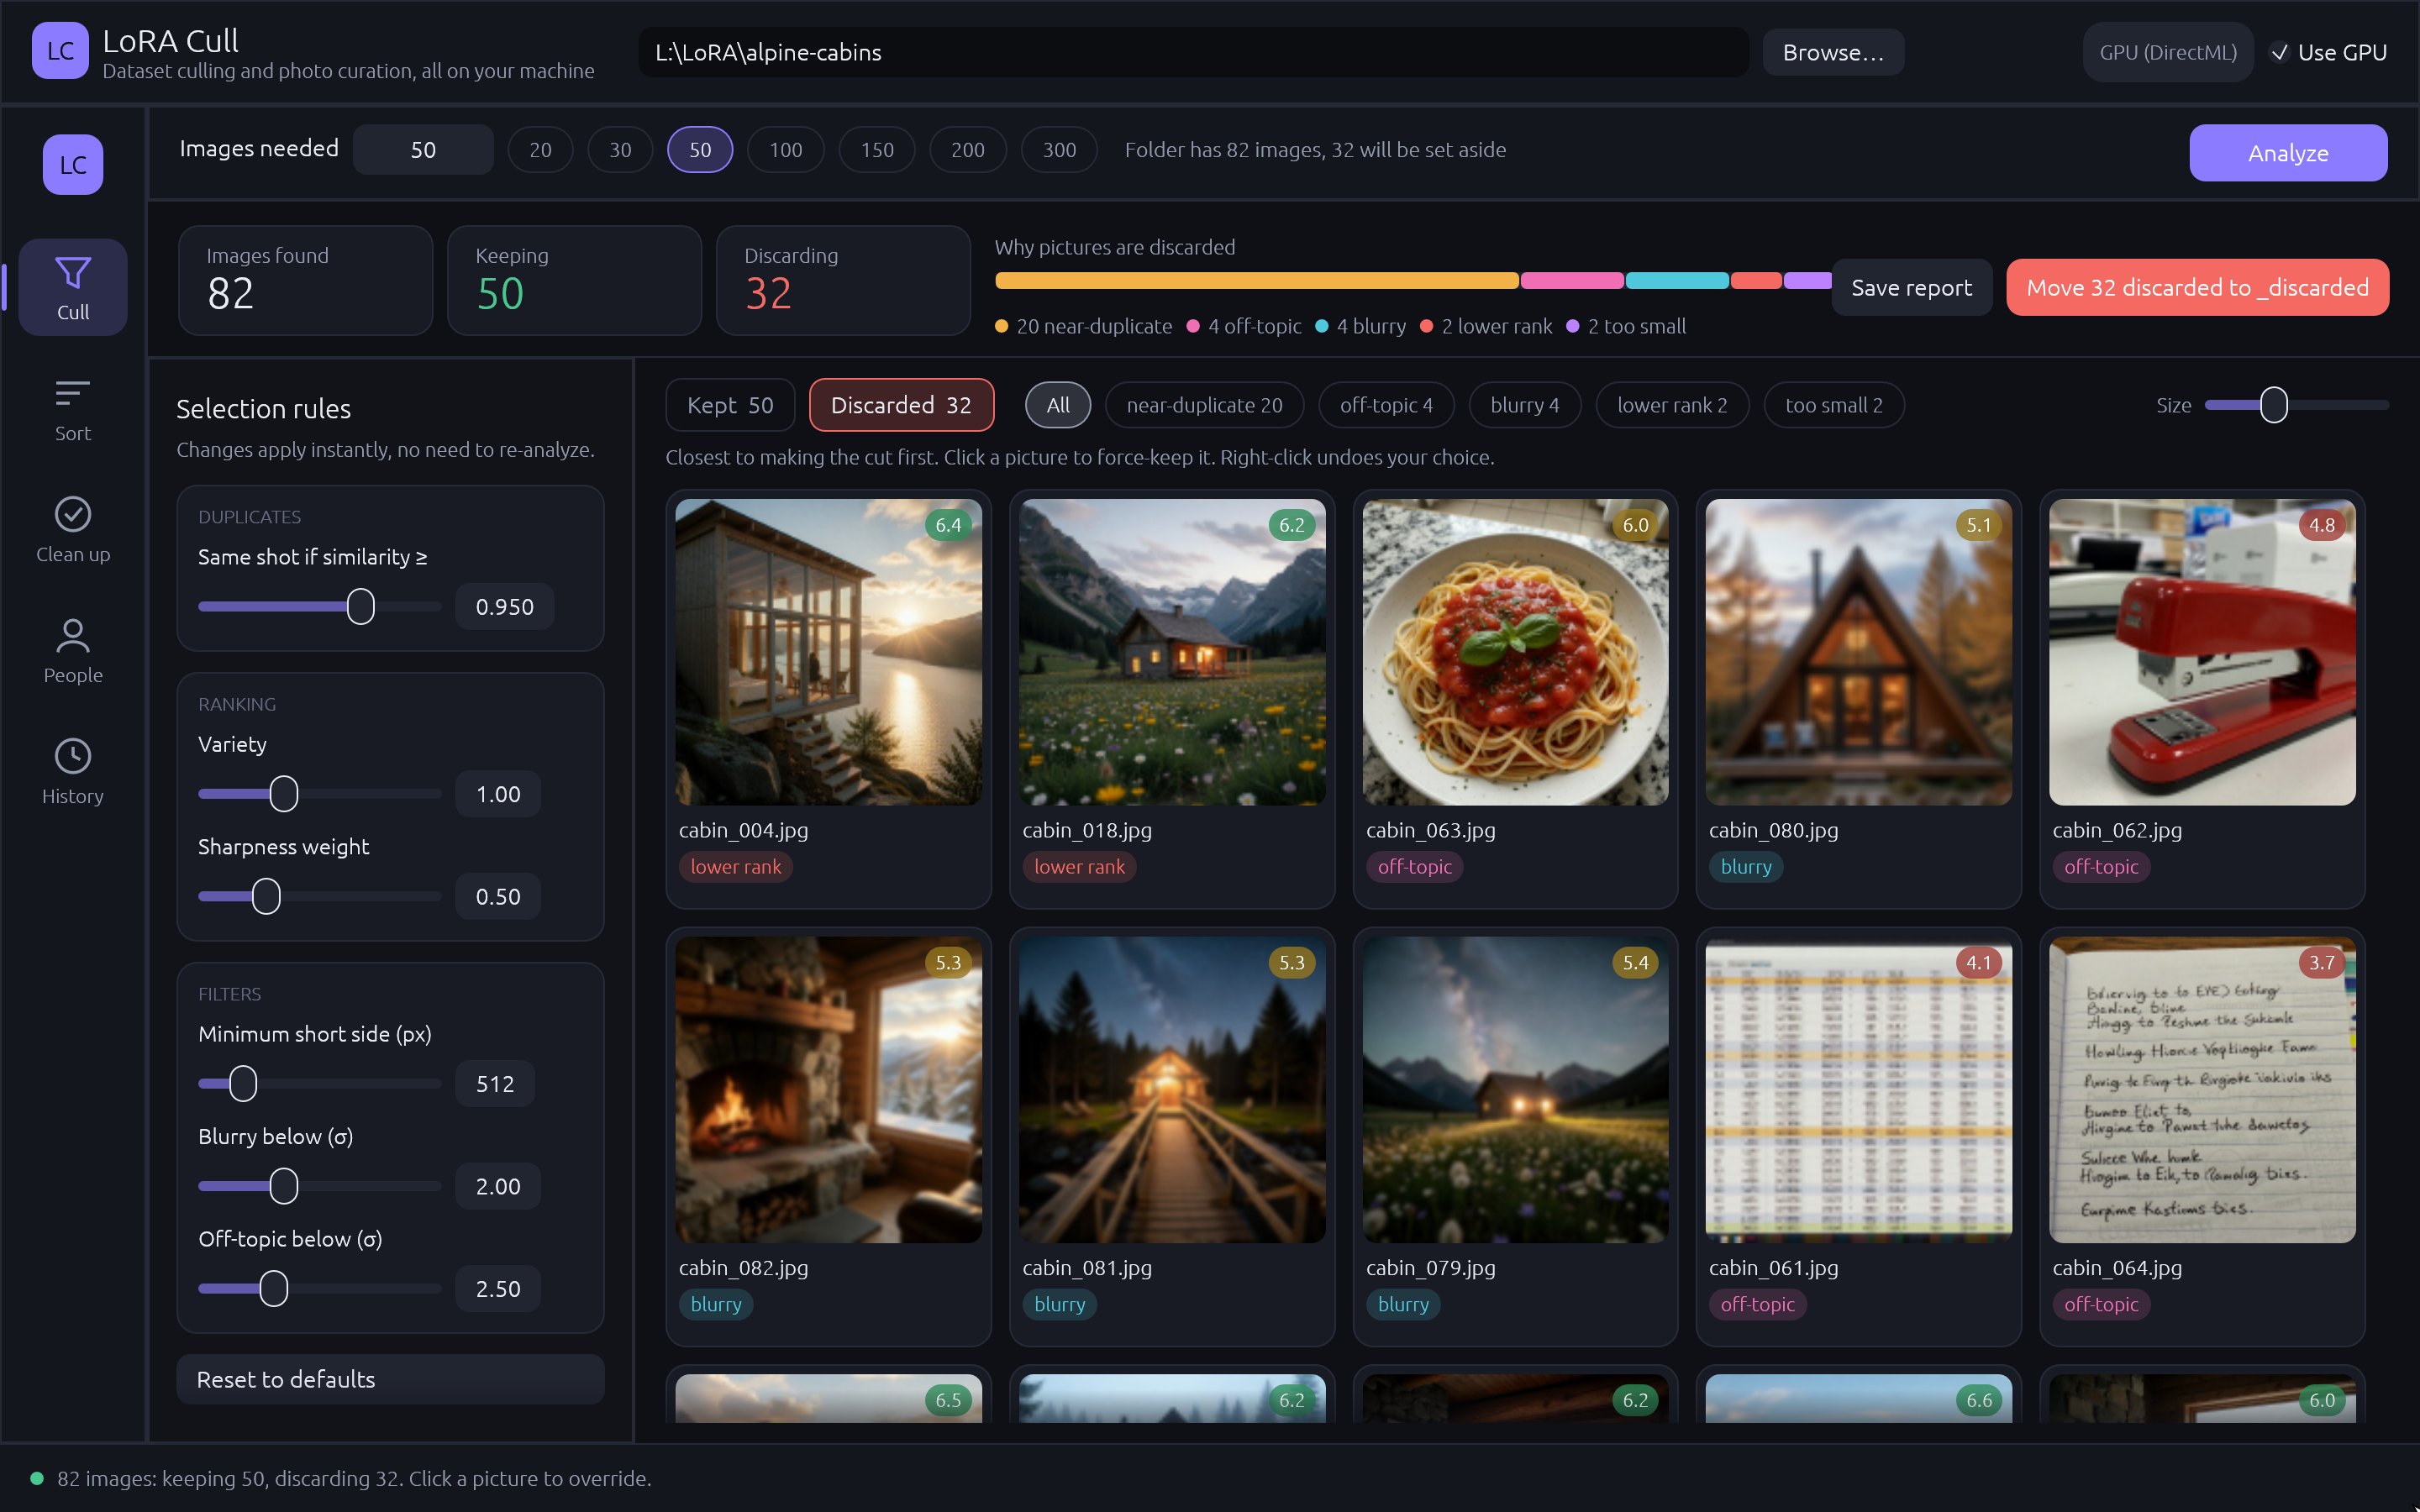 LC
LoRA Cull
Dataset culling and photo curation, all on your machine
L:\LoRA\alpine-cabins
Browse...
GPU (DirectML)
Use GPU
LC
Cull
Sort
Clean up
People
History
Images needed
50
20
30
50
100
150
200
300
Folder has 82 images, 32 will be set aside
Analyze
Images found
82
Keeping
50
Discarding
32
Why pictures are discarded
20 near-duplicate
4 off-topic
4 blurry
2 lower rank
2 too small
Save report
Move 32 discarded to _discarded
Selection rules
Changes apply instantly, no need to re-analyze.
DUPLICATES
Same shot if similarity ≥
0.950
RANKING
Variety
1.00
Sharpness weight
0.50
FILTERS
Minimum short side (px)
512
Blurry below (σ)
2.00
Off-topic below (σ)
2.50
Reset to defaults
Kept 50
Discarded 32
All
near-duplicate 20
off-topic 4
blurry 4
lower rank 2
too small 2
Size
Closest to making the cut first. Click a picture to force-keep it. Right-click undoes your choice.
6.4
cabin_004.jpg
lower rank
6.2
cabin_018.jpg
lower rank
6.0
cabin_063.jpg
off-topic
5.1
cabin_080.jpg
blurry
4.8
cabin_062.jpg
off-topic
5.3
cabin_082.jpg
blurry
5.3
cabin_081.jpg
blurry
5.4
cabin_079.jpg
blurry
4.1
cabin_061.jpg
off-topic
3.7
cabin_064.jpg
off-topic
6.5
6.2
6.2
6.6
6.0
82 images: keeping 50, discarding 32. Click a picture to override.